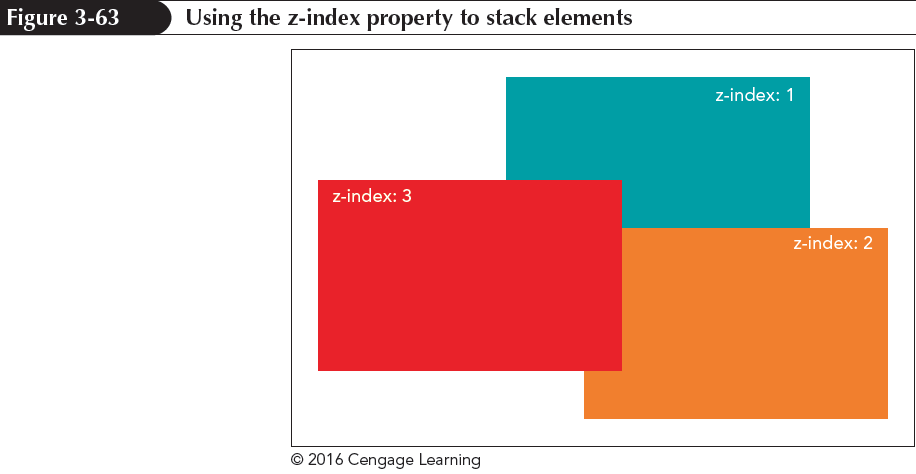 Figure 3-63 Using the z-index property to stack elements
z-index: 1
z-index: 3
z-index: 2
© 2016 Cengage Learning